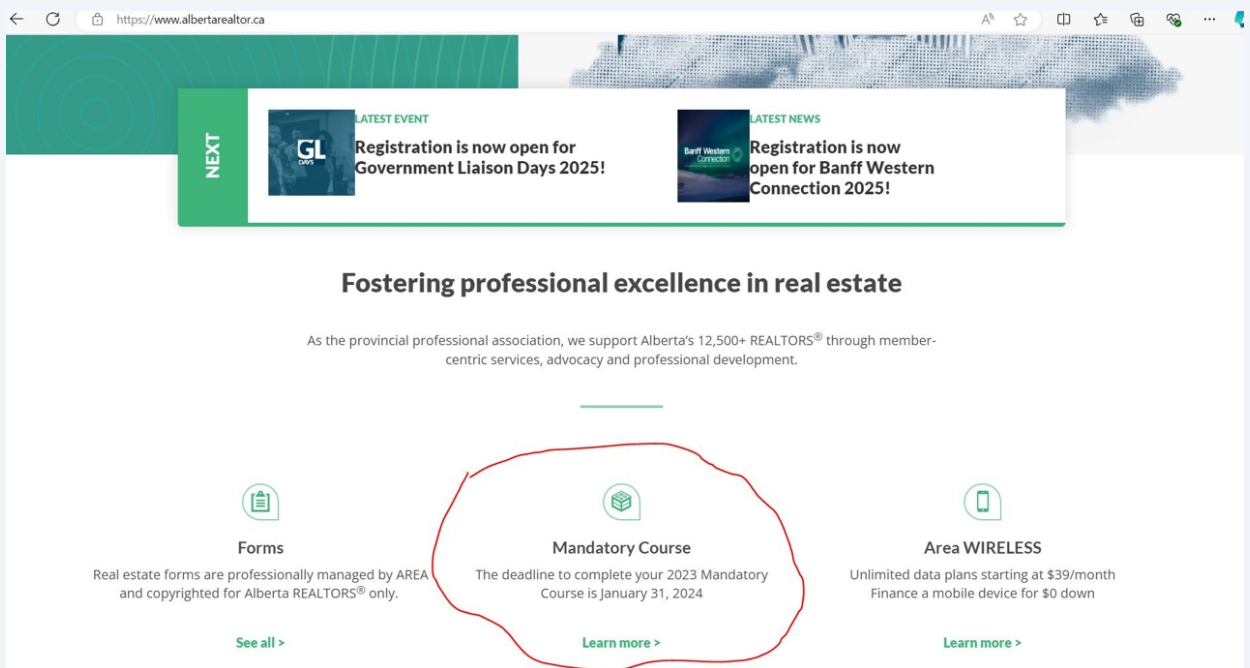 https://www.albertarealtor.ca
NEXT
GL
DAYS
LATEST EVENT
Registration is now open for
Government Liaison Days 2025!
Banff Western
Connection
LATEST NEWS
Registration is now
open for Banff Western
Connection 2025!
Fostering professional excellence in real estate
As the provincial professional association, we support Alberta's 12,500+ REALTORS® through member-
centric services, advocacy and professional development.
Forms
Real estate forms are professionally managed by AREA
and copyrighted for Alberta REALTORS® only.
See all >
Mandatory Course
The deadline to complete your 2023 Mandatory
Course is January 31, 2024
Learn more >
Area WIRELESS
Unlimited data plans starting at $39/month
Finance a mobile device for $0 down
Learn more >